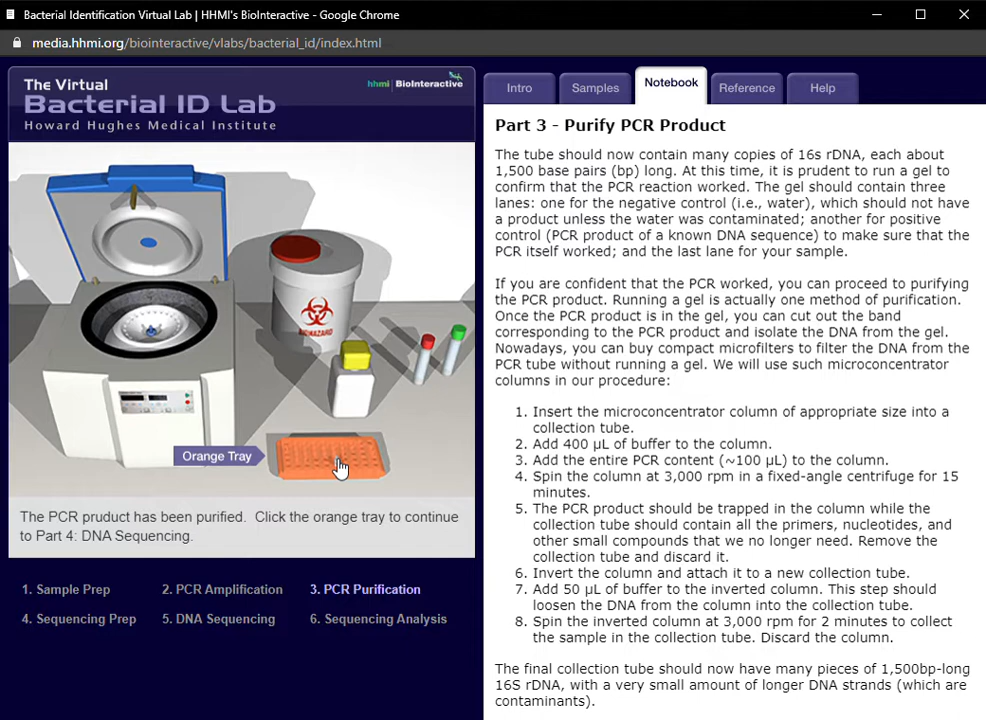 Bacterial Identification Virtual Lab | HHMI's BioInteractive - Google Chrome
media.hhmi.org/biointeractive/vlabs/bacterial_id/index.html
The Virtual
Bacterial ID Lab
Howard Hughes Medical Institute
hhmi BioInteractive
Intro
Samples
Notebook
Reference
Help
BIOHAZARD
Orange Tray
The PCR pruduct has been purified. Click the orange tray to continue
to Part 4: DNA Sequencing.
1. Sample Prep
2. PCR Amplification
3. PCR Purification
4. Sequencing Prep
5. DNA Sequencing
6. Sequencing Analysis
Part 3 - Purify PCR Product
The tube should now contain many copies of 16s rDNA, each about
1,500 base pairs (bp) long. At this time, it is prudent to run a gel to
confirm that the PCR reaction worked. The gel should contain three
lanes: one for the negative control (i.e., water), which should not have
a product unless the water was contaminated; another for positive
control (PCR product of a known DNA sequence) to make sure that the
PCR itself worked; and the last lane for your sample.
If you are confident that the PCR worked, you can proceed to purifying
the PCR product. Running a gel is actually one method of purification.
Once the PCR product is in the gel, you can cut out the band
corresponding to the PCR product and isolate the DNA from the gel.
Nowadays, you can buy compact microfilters to filter the DNA from the
PCR tube without running a gel. We will use such microconcentrator
columns in our procedure:
1. Insert the microconcentrator column of appropriate size into a
collection tube.
2. Add 400 µL of buffer to the column.
3. Add the entire PCR content (~100 µL) to the column.
4. Spin the column at 3,000 rpm in a fixed-angle centrifuge for 15
minutes.
5. The PCR product should be trapped in the column while the
collection tube should contain all the primers, nucleotides, and
other small compounds that we no longer need. Remove the
collection tube and discard it.
6. Invert the column and attach it to a new collection tube.
7. Add 50 µL of buffer to the inverted column. This step should
loosen the DNA from the column into the collection tube.
8. Spin the inverted column at 3,000 rpm for 2 minutes to collect
the sample in the collection tube. Discard the column.
The final collection tube should now have many pieces of 1,500bp-long
16S rDNA, with a very small amount of longer DNA strands (which are
contaminants).